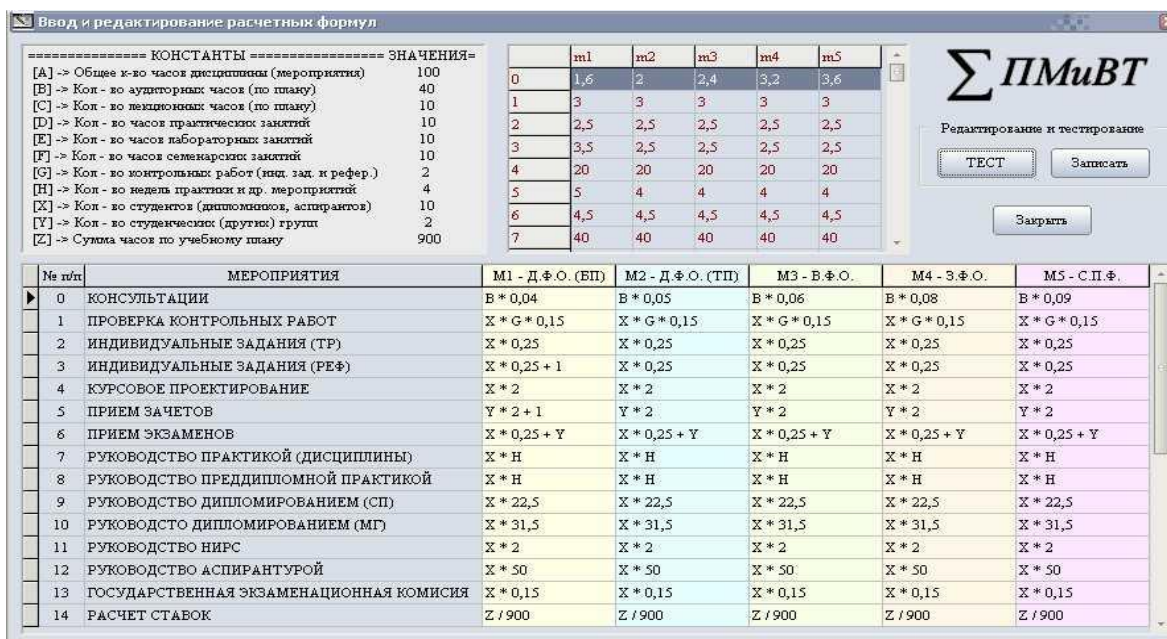 Ввод и редактирование расчетных формул
=============== КОНСТАНТЫ ================= ЗНАЧЕНИЯ=
[A] -> Общее к-во часов дисциплины (мероприятия) 100
[B] -> Кол - во аудиторных часов (по плану) 40
[C] -> Кол - во лекционных часов (по плану) 10
[D] -> Кол - во часов практических занятий 10
[E] -> Кол - во часов лабораторных занятий 10
[F] -> Кол - во часов семенарских занятий 10
[G] -> Кол - во контрольных работ (инд. зад. и рефер.) 2
[H] -> Кол - во недель практики и др. мероприятий 4
[X] -> Кол - во студентов (дипломников, аспирантов) 10
[Y] -> Кол - во студенческих (других) групп 2
[Z] -> Сумма часов по учебному плану 900
m1 m2 m3 m4 m5
0 1,6 2 2,4 3,2 3,6
1 3 3 3 3 3
2 2,5 2,5 2,5 2,5 2,5
3 3,5 2,5 2,5 2,5 2,5
4 20 20 20 20 20
5 5 4 4 4 4
6 4,5 4,5 4,5 4,5 4,5
7 40 40 40 40 40
∑ ПМиВТ
Редактирование и тестирование
ТЕСТ Записать
Закрыть
№ п/п МЕРОПРИЯТИЯ М1 - Д.Ф.О. (БП) М2 - Д.Ф.О. (ТП) М3 - В.Ф.О. М4 - З.Ф.О. М5 - С.П.Ф.
0 КОНСУЛЬТАЦИИ B * 0,04 B * 0,05 B * 0,06 B * 0,08 B * 0,09
1 ПРОВЕРКА КОНТРОЛЬНЫХ РАБОТ X * G * 0,15 X * G * 0,15 X * G * 0,15 X * G * 0,15 X * G * 0,15
2 ИНДИВИДУАЛЬНЫЕ ЗАДАНИЯ (ТР) X * 0,25 X * 0,25 X * 0,25 X * 0,25 X * 0,25
3 ИНДИВИДУАЛЬНЫЕ ЗАДАНИЯ (РЕФ) X * 0,25 + 1 X * 0,25 X * 0,25 X * 0,25 X * 0,25
4 КУРСОВОЕ ПРОЕКТИРОВАНИЕ X * 2 X * 2 X * 2 X * 2 X * 2
5 ПРИЕМ ЗАЧЕТОВ Y * 2 + 1 Y * 2 Y * 2 Y * 2 Y * 2
6 ПРИЕМ ЭКЗАМЕНОВ X * 0,25 + Y X * 0,25 + Y X * 0,25 + Y X * 0,25 + Y X * 0,25 + Y
7 РУКОВОДСТВО ПРАКТИКОЙ (ДИСЦИПЛИНЫ) X * H X * H X * H X * H X * H
8 РУКОВОДСТВО ПРЕДДИПЛОМНОЙ ПРАКТИКОЙ X * H X * H X * H X * H X * H
9 РУКОВОДСТВО ДИПЛОМИРОВАНИЕМ (СП) X * 22,5 X * 22,5 X * 22,5 X * 22,5 X * 22,5
10 РУКОВОДСТО ДИПЛОМИРОВАНИЕМ (МГ) X * 31,5 X * 31,5 X * 31,5 X * 31,5 X * 31,5
11 РУКОВОДСТВО НИРС X * 2 X * 2 X * 2 X * 2 X * 2
12 РУКОВОДСТВО АСПИРАНТУРОЙ X * 50 X * 50 X * 50 X * 50 X * 50
13 ГОСУДАРСТВЕННАЯ ЭКЗАМЕНАЦИОННАЯ КОМИСИЯ X * 0,15 X * 0,15 X * 0,15 X * 0,15 X * 0,15
14 РАСЧЕТ СТАВОК Z / 900 Z / 900 Z / 900 Z / 900 Z / 900